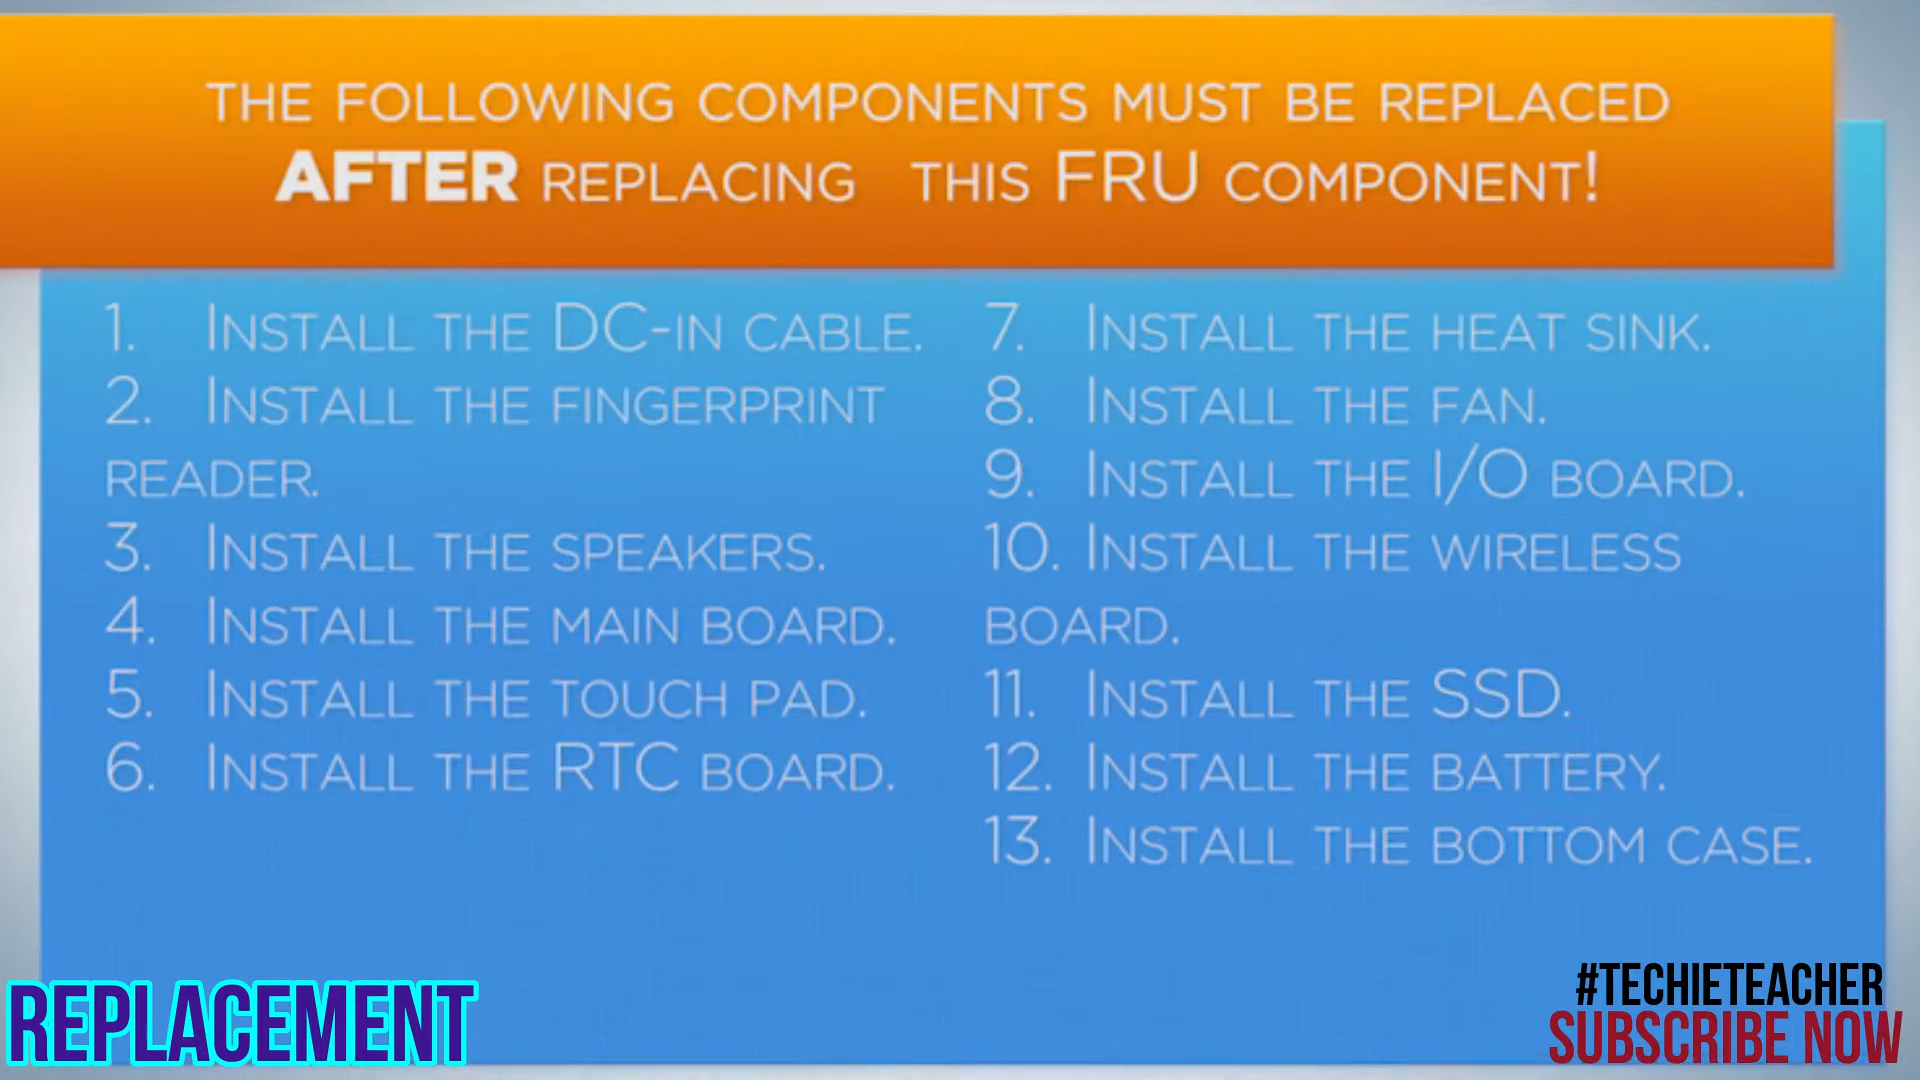 THE FOLLOWING COMPONENTS MUST BE REPLACED
AFTER REPLACING THIS FRU COMPONENT!
1. INSTALL THE DC-IN CABLE.
2. INSTALL THE FINGERPRINT
READER.
3. INSTALL THE SPEAKERS.
4. INSTALL THE MAIN BOARD.
5. INSTALL THE TOUCH PAD.
6. INSTALL THE RTC BOARD.
7. INSTALL THE HEAT SINK.
8. INSTALL THE FAN.
9. INSTALL THE I/O BOARD.
10. INSTALL THE WIRELESS
BOARD.
11. INSTALL THE SSD.
12. INSTALL THE BATTERY.
13. INSTALL THE BOTTOM CASE.
REPLACEMENT
#TECHIETEACHER
SUBSCRIBE NOW